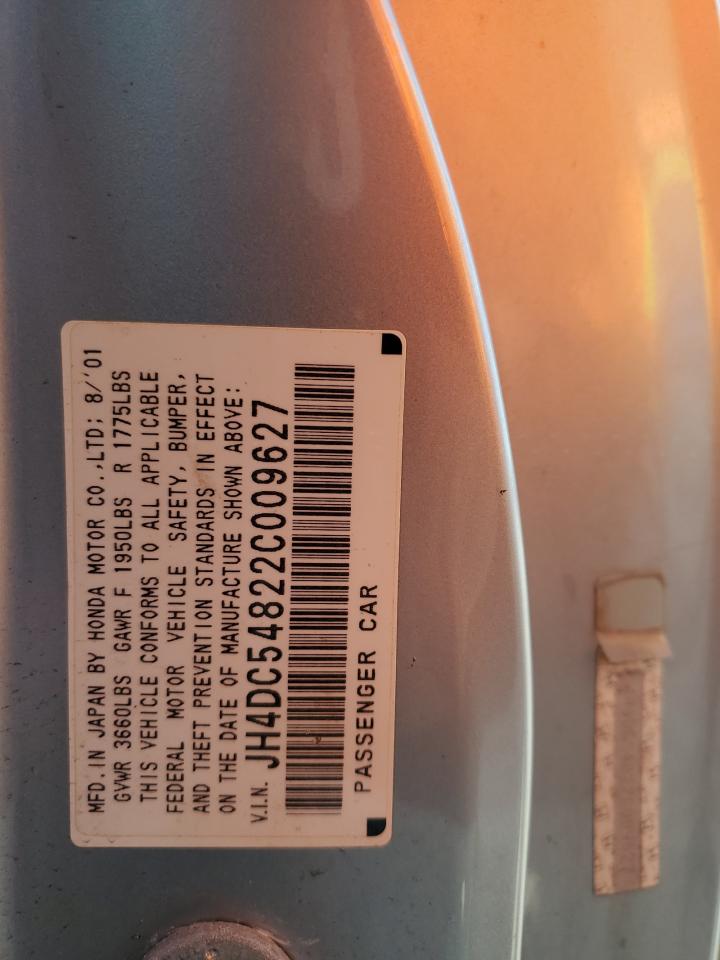 MFD. IN JAPAN BY HONDA MOTOR CO.,LTD; 8/'01
GVWR 3660LBS GAWR F 1950LBS R 1775LBS
THIS VEHICLE CONFORMS TO ALL APPLICABLE
FEDERAL MOTOR VEHICLE SAFETY, BUMPER,
AND THEFT PREVENTION STANDARDS IN EFFECT
ON THE DATE OF MANUFACTURE SHOWN ABOVE:
V.I.N. JH4DC54822C009627
PASSENGER CAR